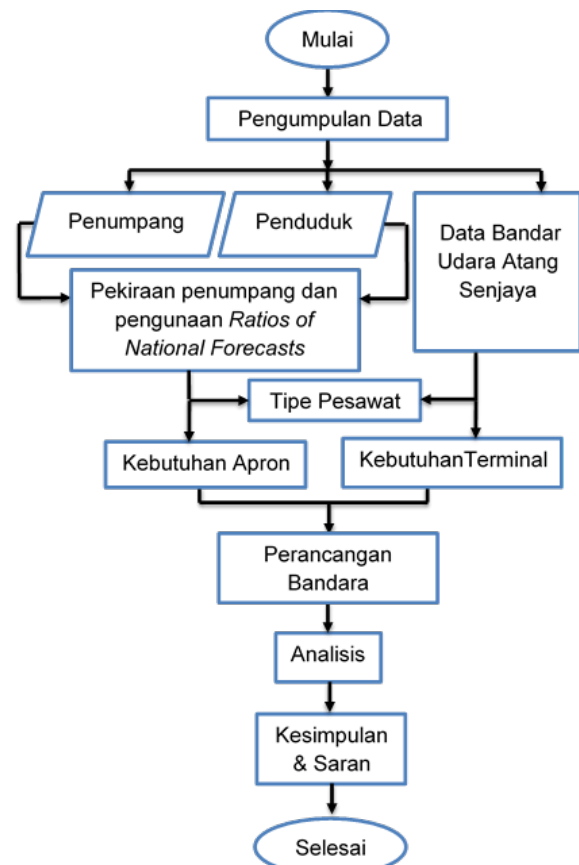 Mulai
Pengumpulan Data
Penumpang
Penduduk
Data Bandar
Udara Atang
Senjaya
Pekiraan penumpang dan
pengunaan Ratios of
National Forecasts
Tipe Pesawat
Kebutuhan Apron
KebutuhanTerminal
Perancangan
Bandara
Analisis
Kesimpulan
& Saran
Selesai